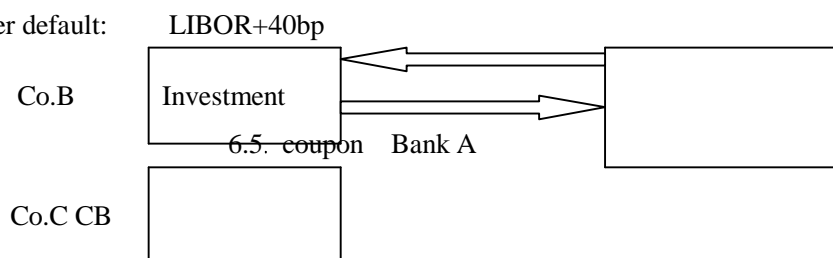 er default: LIBOR+40bp
Co.B Investment
6.5. coupon Bank A
Co.C CB